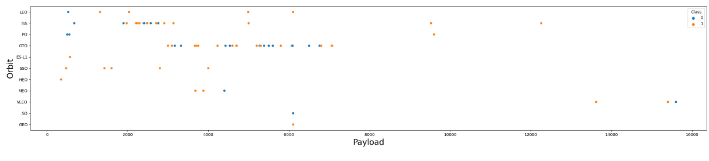 LEO
ISS
PO
GTO
ES-L1
SSO
HEO
MEO
VLEO
SO
GEO
Orbit
0
2000
4000
6000
8000
10000
12000
14000
16000
Payload
Class
0
1